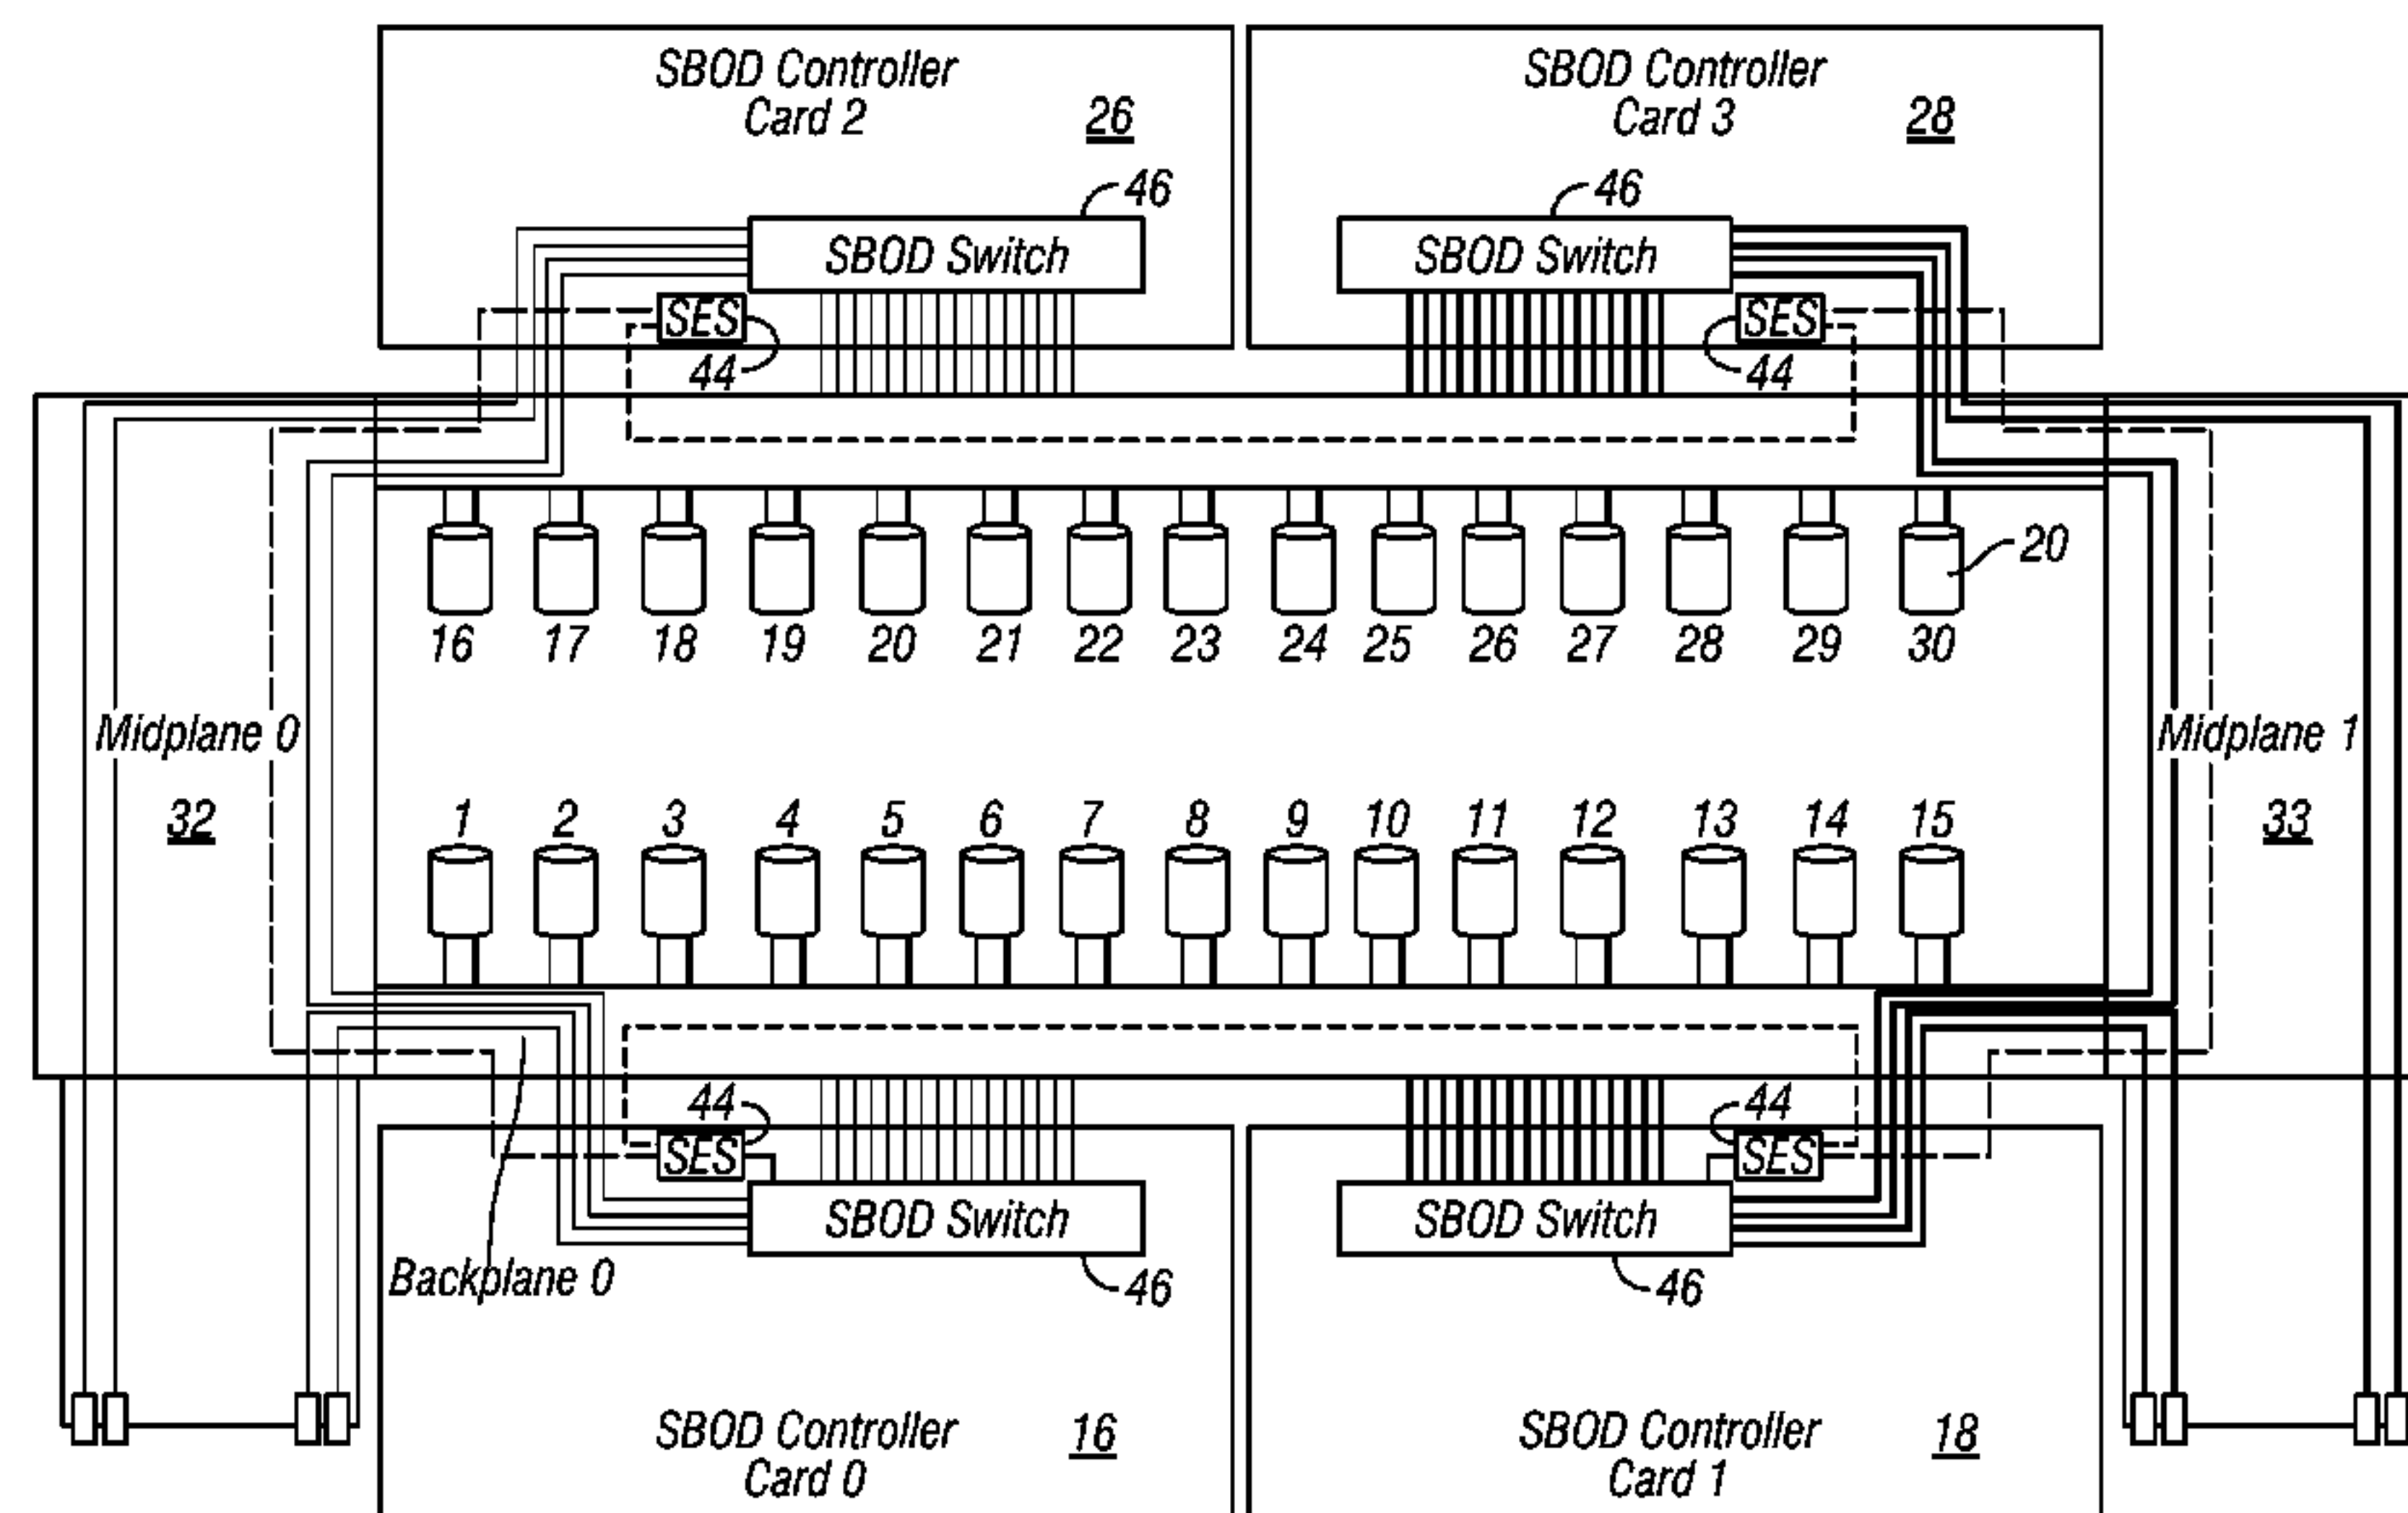 SBOD Controller
Card 2
26
SBOD Controller
Card 3
28
46
46
SBOD Switch
SBOD Switch
SES
SES
44
44
20
16 17 18 19 20 21 22 23 24 25 26 27 28 29 30
Midplane 0
Midplane 1
32
33
1 2 3 4 5 6 7 8 9 10 11 12 13 14 15
44
44
SES
SES
SBOD Switch
SBOD Switch
Backplane 0
46
46
SBOD Controller
Card 0
16
SBOD Controller
Card 1
18